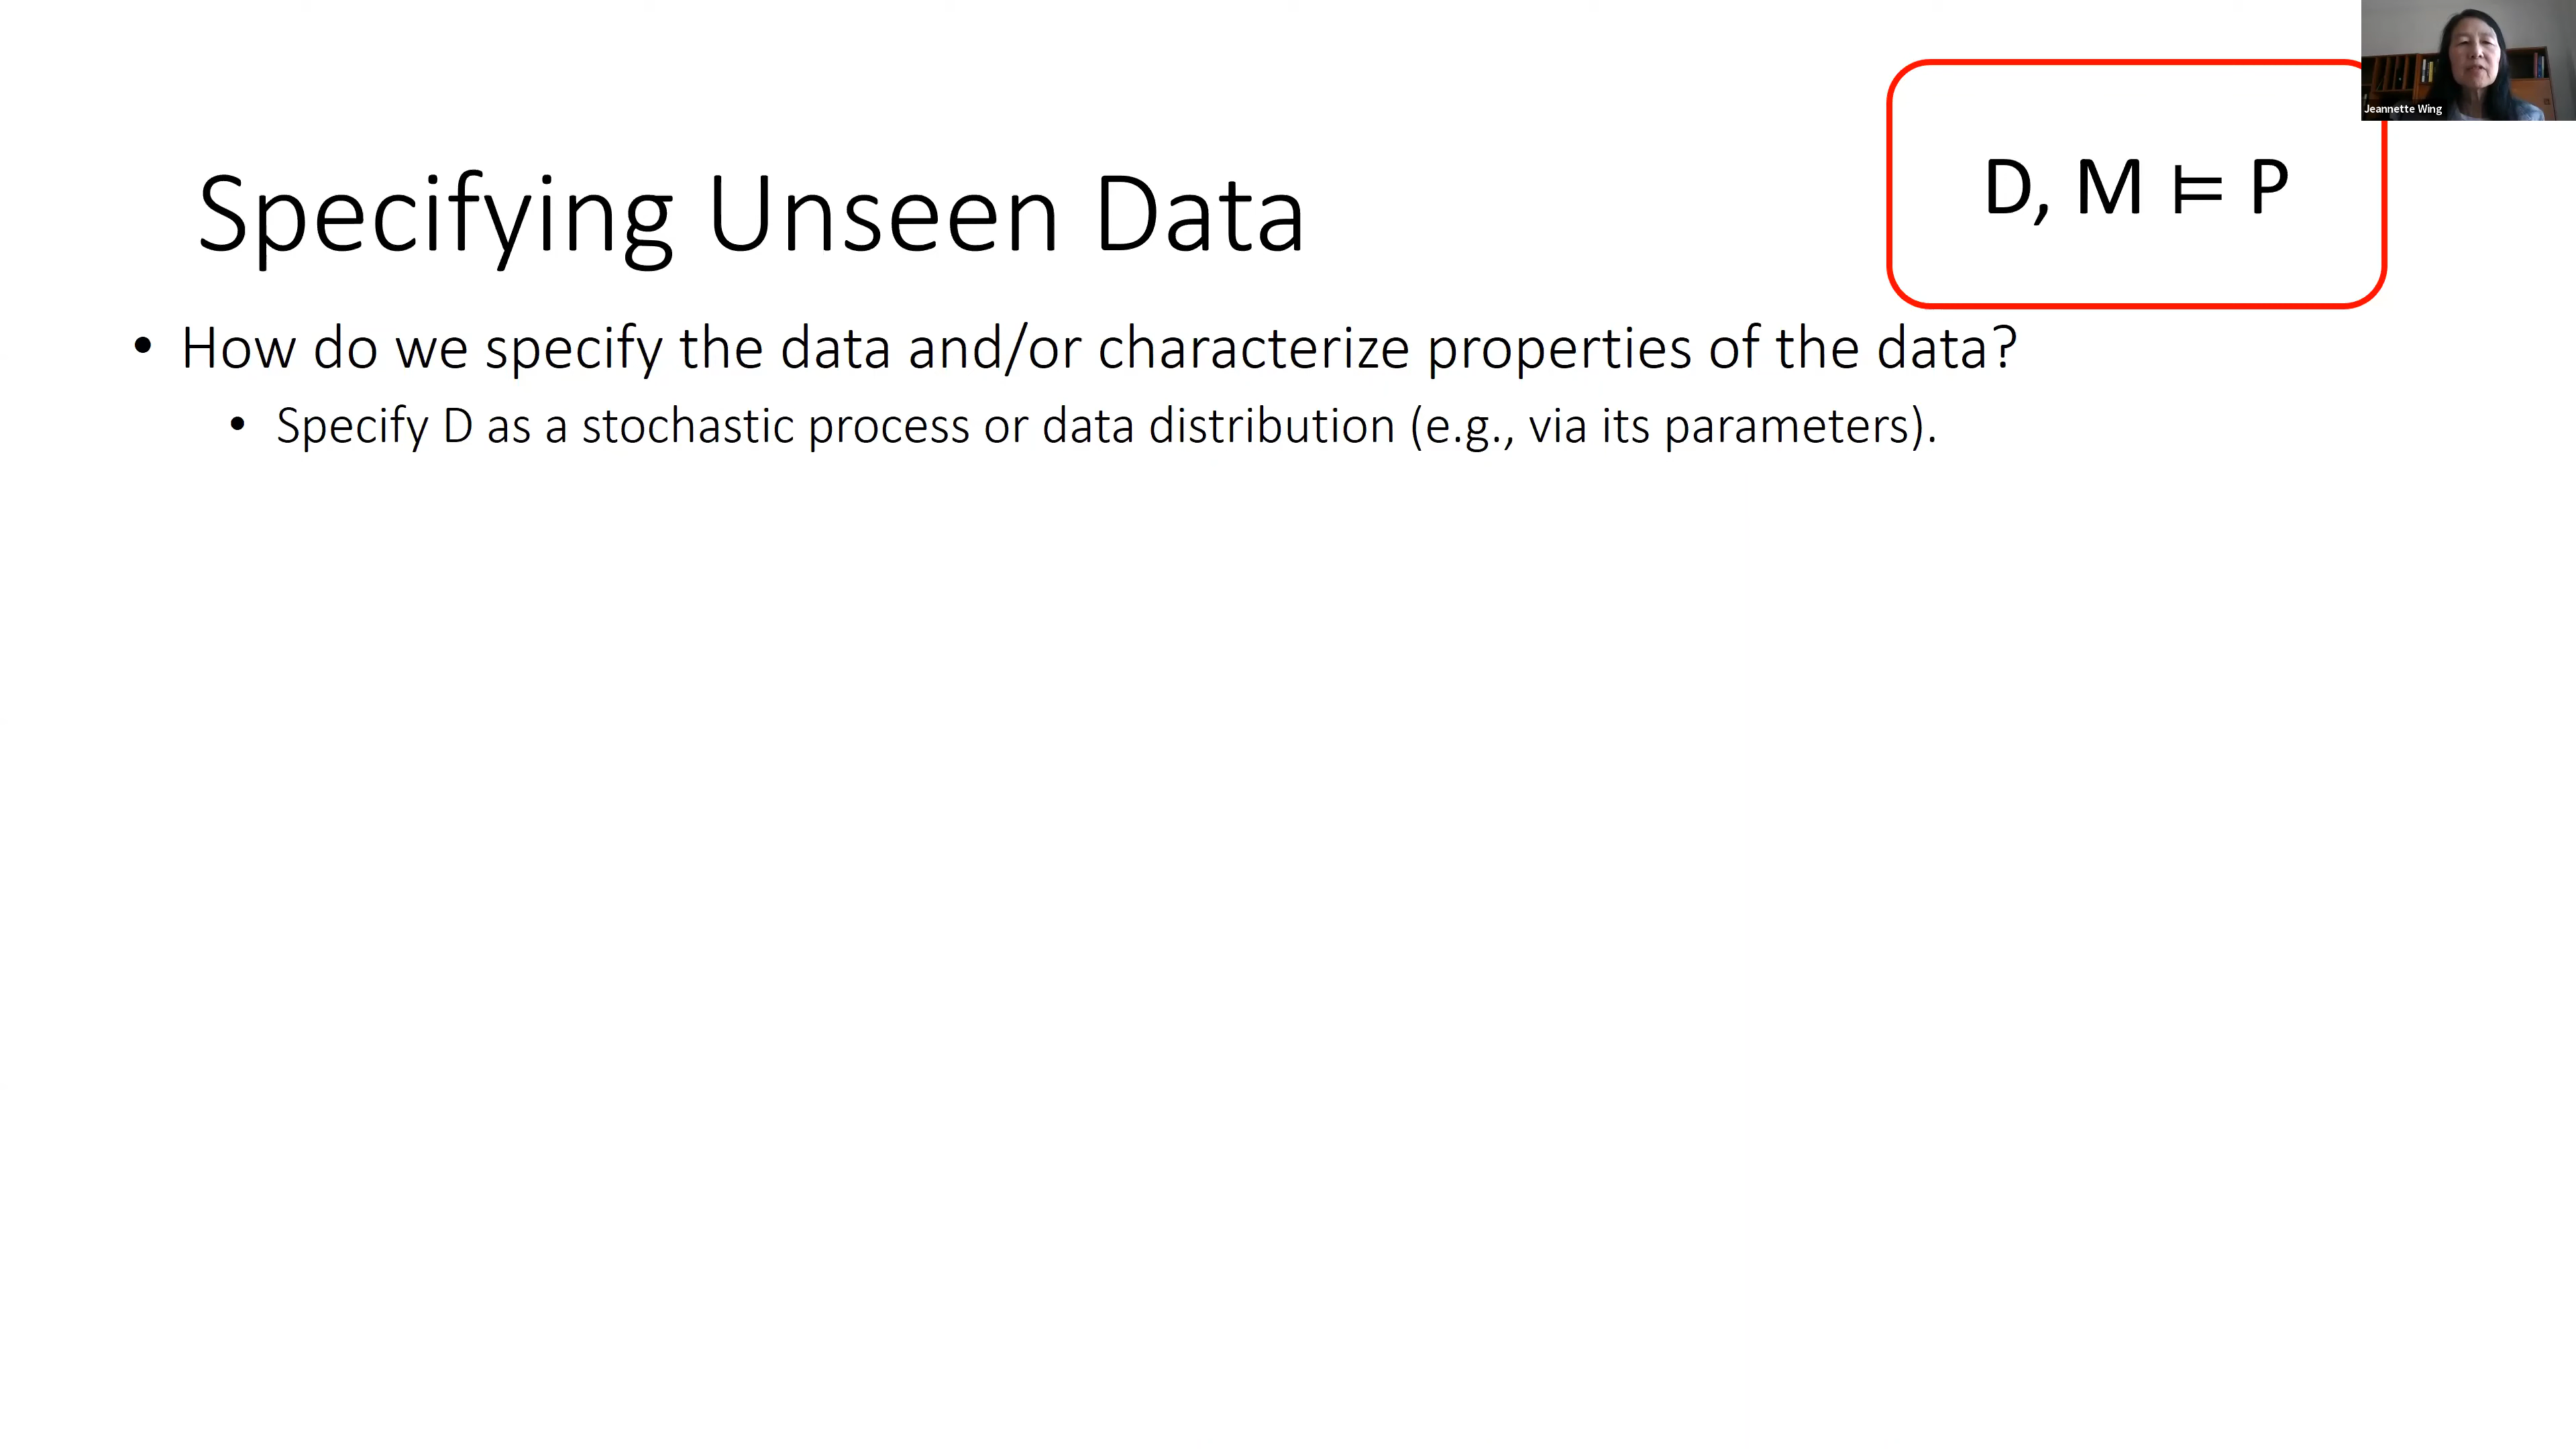 Jeannette Wing
D, M ⊨ P
Specifying Unseen Data
• How do we specify the data and/or characterize properties of the data?
• Specify D as a stochastic process or data distribution (e.g., via its parameters).